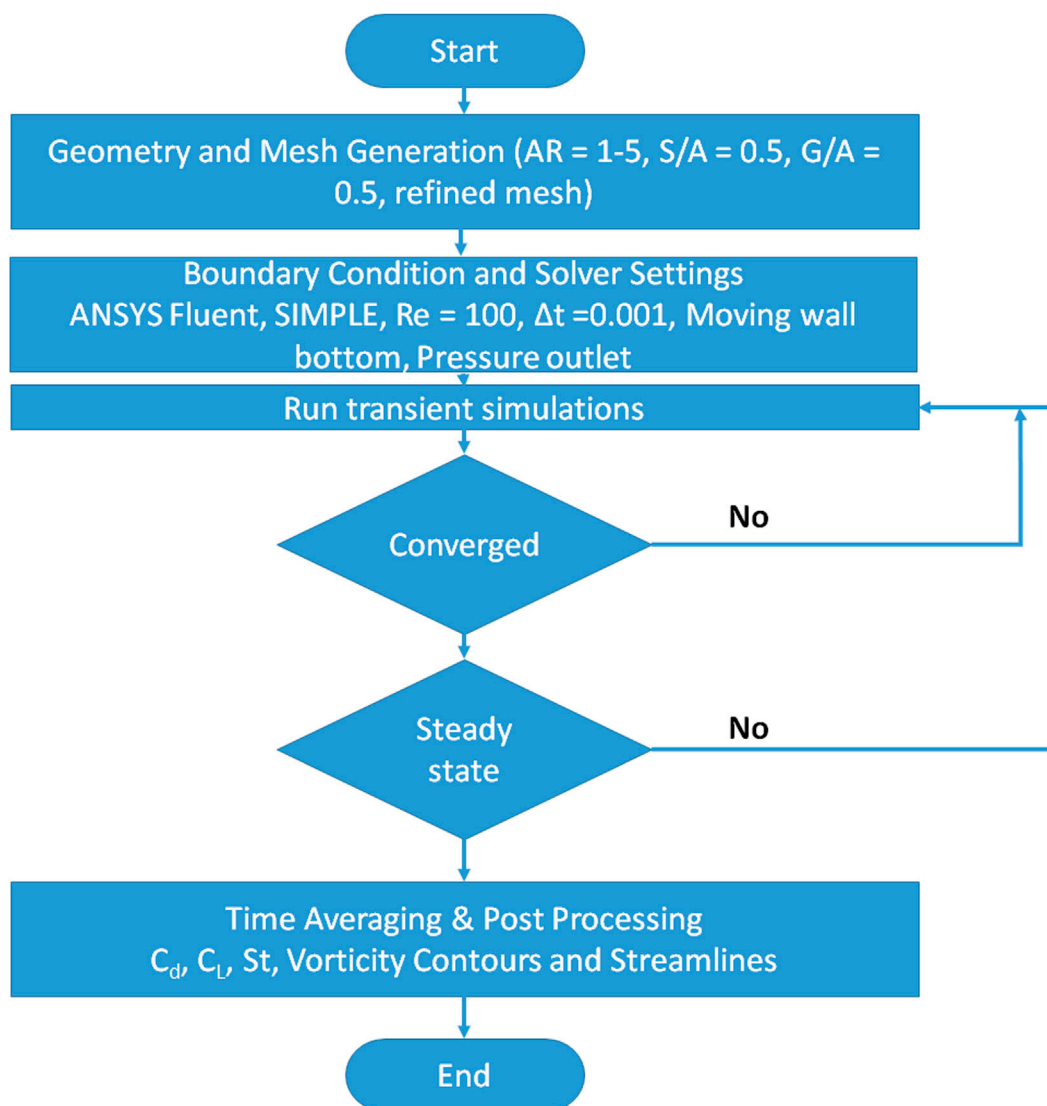 Start
Geometry and Mesh Generation (AR = 1-5, S/A = 0.5, G/A =
0.5, refined mesh)
Boundary Condition and Solver Settings
ANSYS Fluent, SIMPLE, Re = 100, Δt =0.001, Moving wall
bottom, Pressure outlet
Run transient simulations
Converged
No
Steady
state
No
Time Averaging & Post Processing
C_d, C_L, St, Vorticity Contours and Streamlines
End